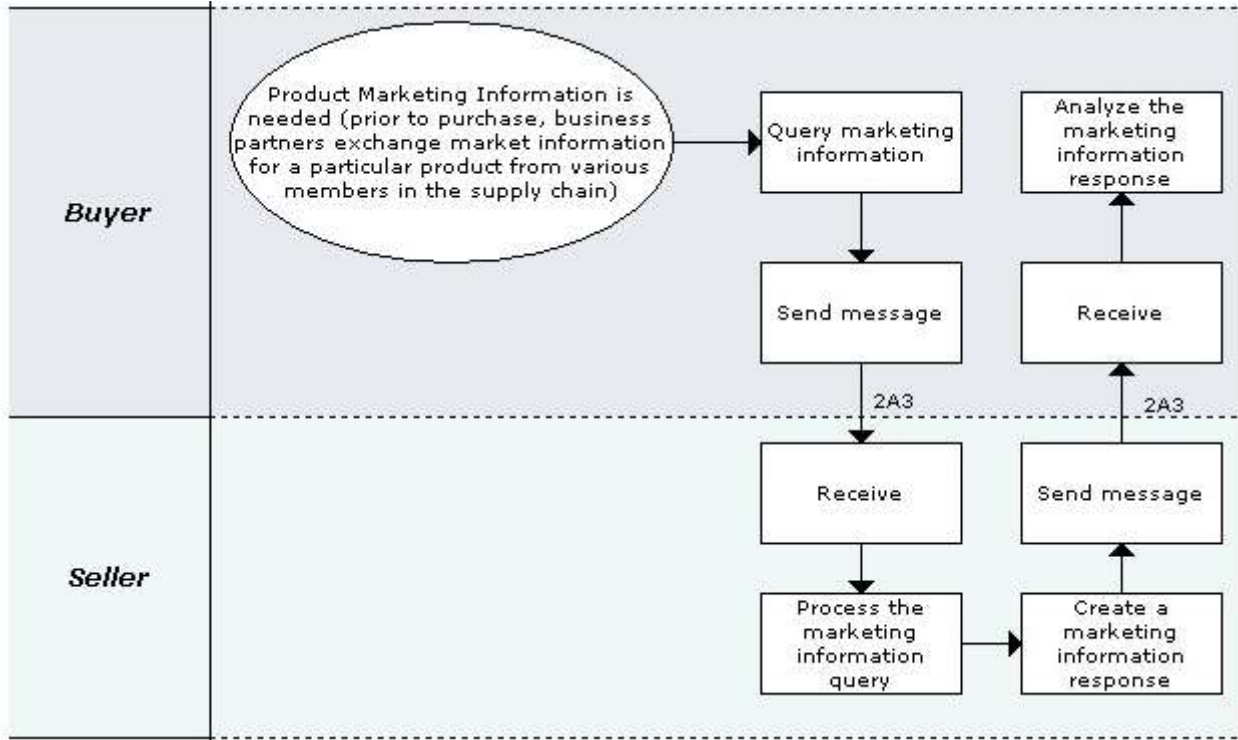 Product Marketing Information is
needed (prior to purchase, business
partners exchange market information
for a particular product from various
members in the supply chain)
Query marketing
information
Analyze the
marketing
information
response
Buyer
Send message
Receive
2A3
2A3
Receive
Send message
Seller
Process the
marketing
information
query
Create a
marketing
information
response